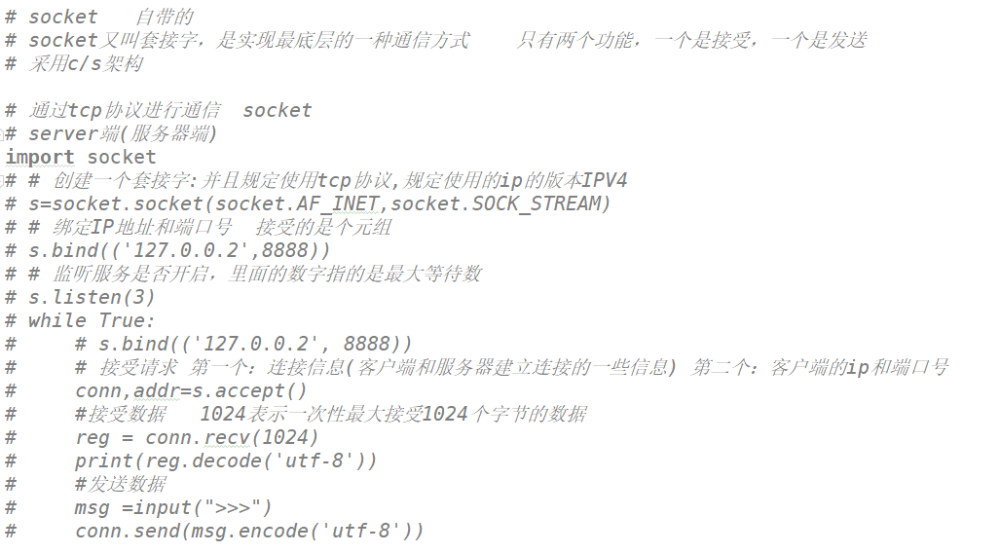 # socket   自带的
# socket又叫套接字，是实现最底层的一种通信方式    只有两个功能，一个是接受，一个是发送
# 采用c/s架构
# 通过tcp协议进行通信  socket
# server端(服务器端)
import socket
# # 创建一个套接字:并且规定使用tcp协议,规定使用的ip的版本IPV4
# s=socket.socket(socket.AF_INET,socket.SOCK_STREAM)
# # 绑定IP地址和端口号  接受的是个元组
# s.bind(('127.0.0.2',8888))
# # 监听服务是否开启，里面的数字指的是最大等待数
# s.listen(3)
# while True:
#     # s.bind(('127.0.0.2', 8888))
#     # 接受请求 第一个：连接信息(客户端和服务器建立连接的一些信息) 第二个：客户端的ip和端口号
#     conn,addr=s.accept()
#     #接受数据   1024表示一次性最大接受1024个字节的数据
#     reg = conn.recv(1024)
#     print(reg.decode('utf-8'))
#     #发送数据
#     msg =input(">>>")
#     conn.send(msg.encode('utf-8'))